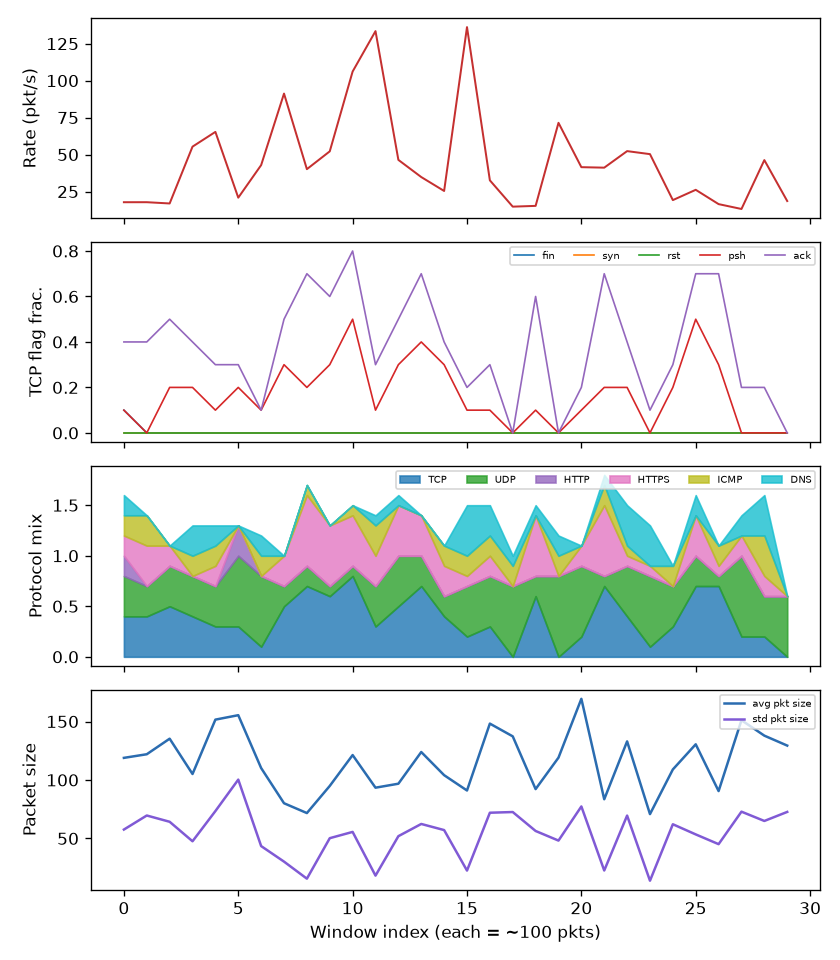 Rate (pkt/s)
125
100
75
50
25
TCP flag frac.
0.8
0.6
0.4
0.2
0.0
fin syn rst psh ack
Protocol mix
1.5
1.0
0.5
0.0
TCP UDP HTTP HTTPS ICMP DNS
Packet size
150
100
50
avg pkt size
std pkt size
0 5 10 15 20 25 30
Window index (each = ~100 pkts)